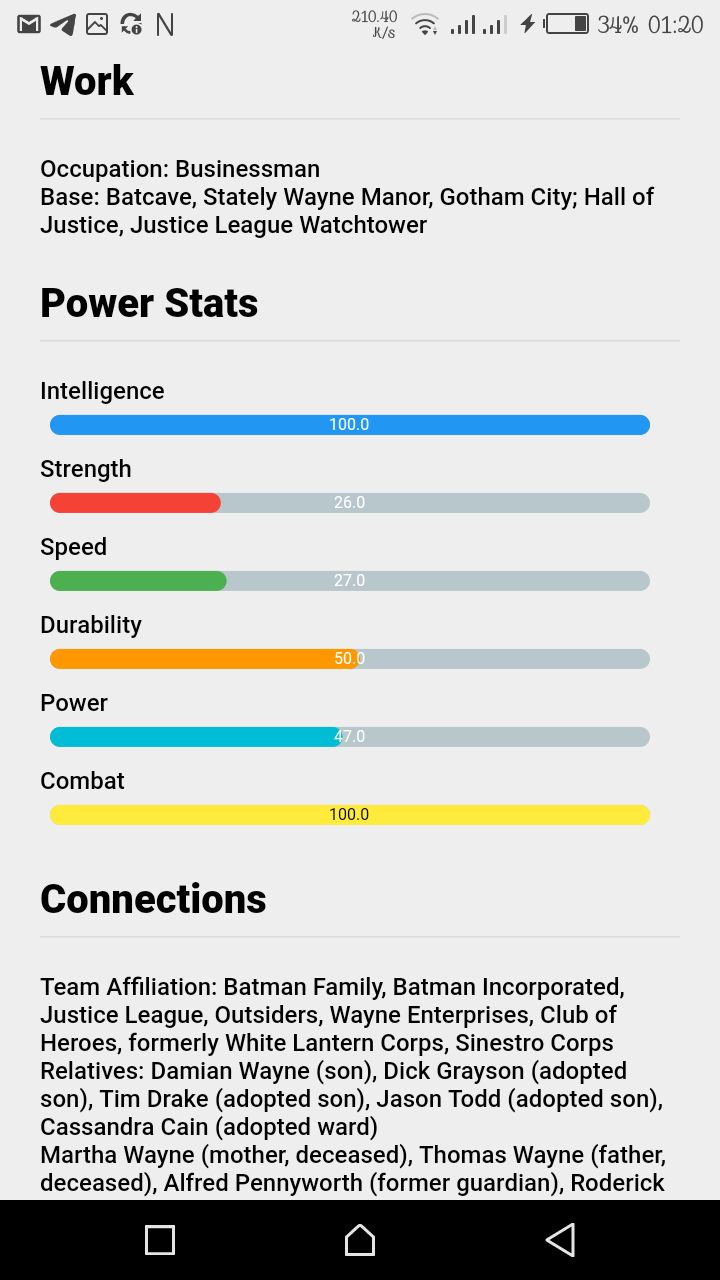 210.40
K/s
34% 01:20
Work
Occupation: Businessman
Base: Batcave, Stately Wayne Manor, Gotham City; Hall of
Justice, Justice League Watchtower
Power Stats
Intelligence
100.0
Strength
26.0
Speed
27.0
Durability
50.0
Power
47.0
Combat
100.0
Connections
Team Affiliation: Batman Family, Batman Incorporated,
Justice League, Outsiders, Wayne Enterprises, Club of
Heroes, formerly White Lantern Corps, Sinestro Corps
Relatives: Damian Wayne (son), Dick Grayson (adopted
son), Tim Drake (adopted son), Jason Todd (adopted son),
Cassandra Cain (adopted ward)
Martha Wayne (mother, deceased), Thomas Wayne (father,
deceased), Alfred Pennyworth (former guardian), Roderick